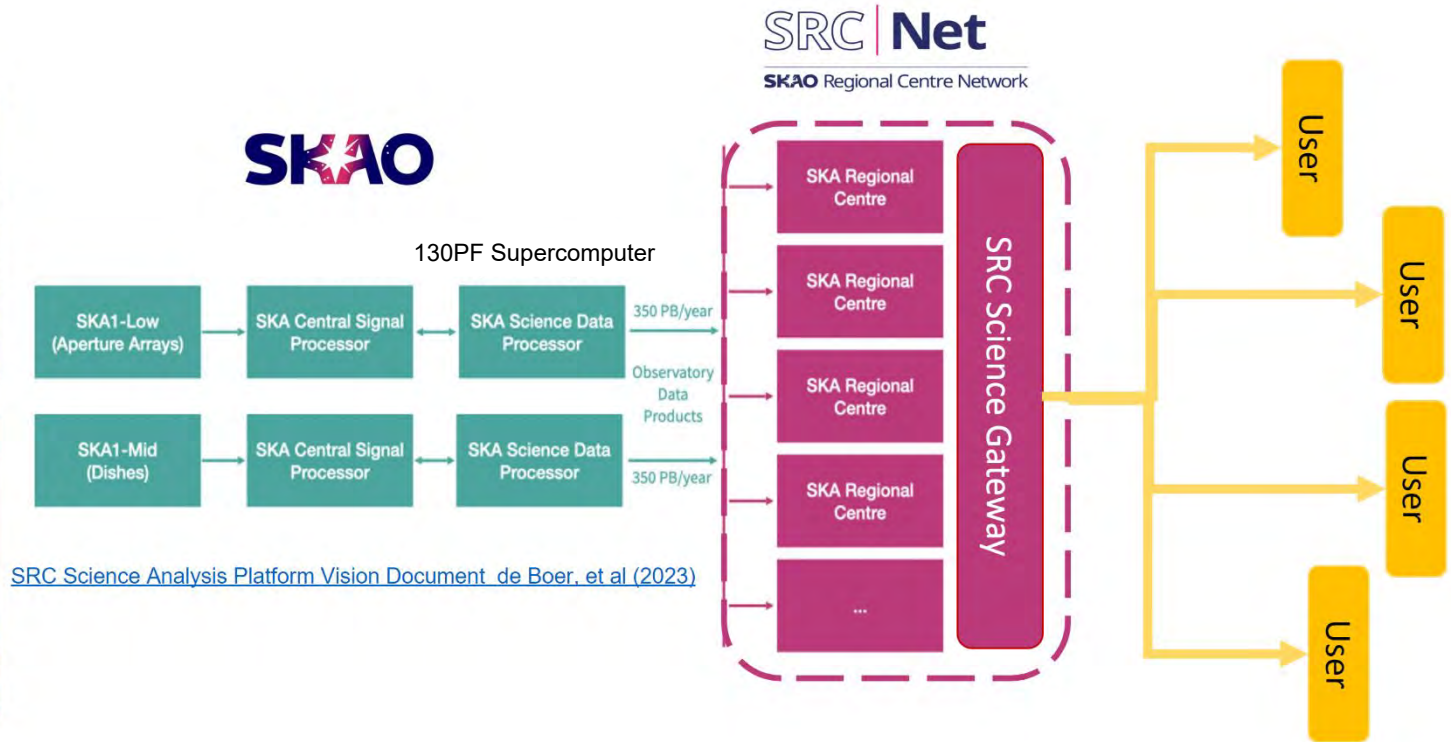 SRC Net
SKAO Regional Centre Network
SKAO
130PF Supercomputer
SKA1-Low
(Aperture Arrays)
SKA Central Signal
Processor
SKA Science Data
Processor
350 PB/year
Observatory
Data
Products
SKA1-Mid
(Dishes)
SKA Central Signal
Processor
SKA Science Data
Processor
350 PB/year
SRC Science Analysis Platform Vision Document de Boer, et al (2023)
SKA Regional
Centre
SKA Regional
Centre
SKA Regional
Centre
SKA Regional
Centre
...
SRC Science Gateway
User
User
User
User